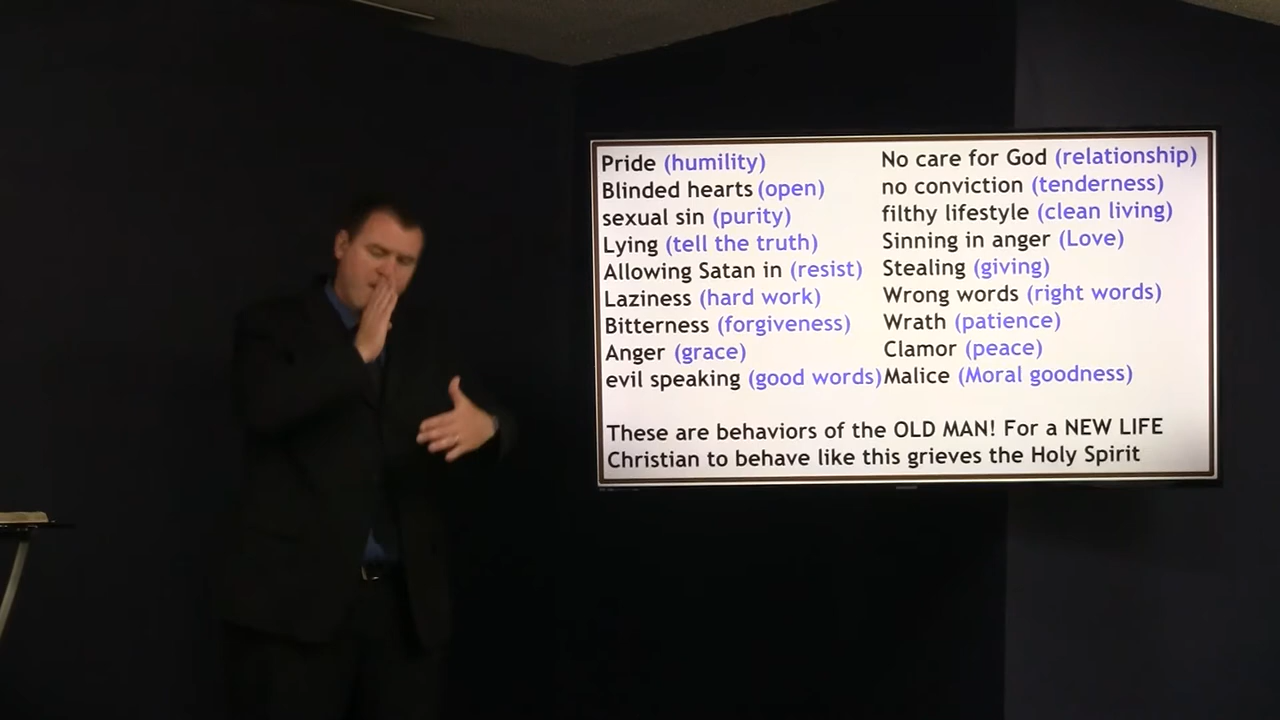 Pride (humility)
Blinded hearts (open)
sexual sin (purity)
Lying (tell the truth)
Allowing Satan in (resist)
Laziness (hard work)
Bitterness (forgiveness)
Anger (grace)
evil speaking (good words)
No care for God (relationship)
no conviction (tenderness)
filthy lifestyle (clean living)
Sinning in anger (Love)
Stealing (giving)
Wrong words (right words)
Wrath (patience)
Clamor (peace)
Malice (Moral goodness)
These are behaviors of the OLD MAN! For a NEW LIFE
Christian to behave like this grieves the Holy Spirit